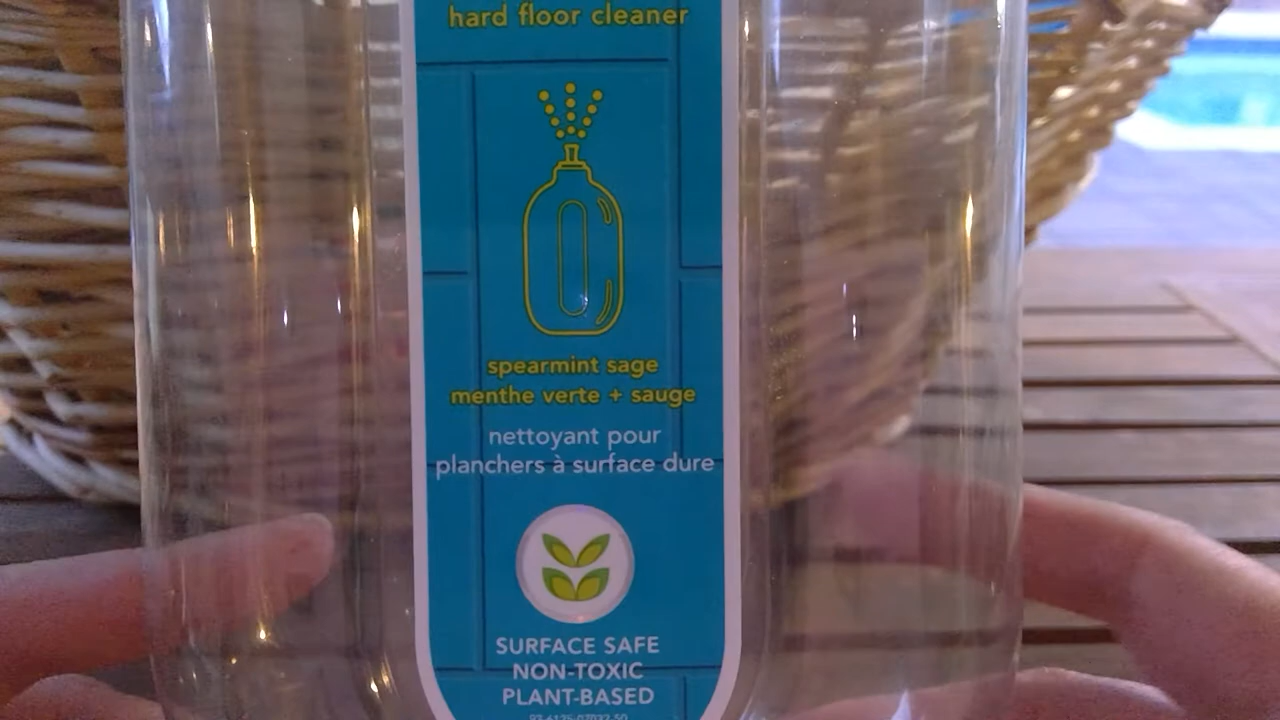 hard floor cleaner
spearmint sage
menthe verte + sauge
nettoyant pour
planchers à surface dure
SURFACE SAFE
NON-TOXIC
PLANT-BASED